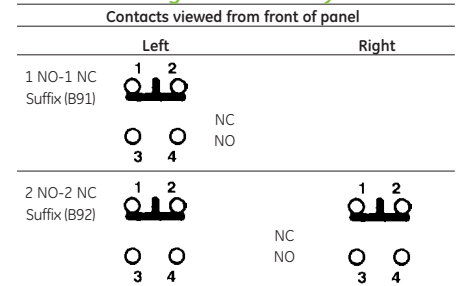 Contacts viewed from front of panel
Left Right
1 NO-1 NC
Suffix (B91)
1 2
NC
NO
3 4
2 NO-2 NC
Suffix (B92)
1 2 1 2
NC
NO
3 4 3 4